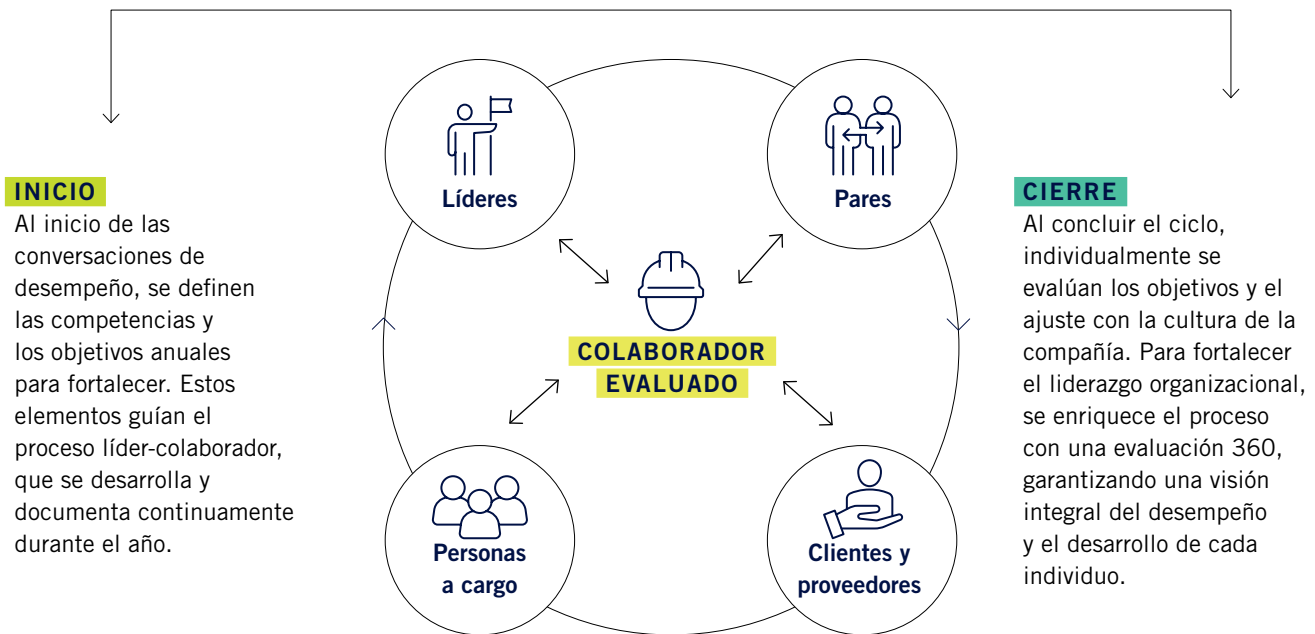 INICIO
Al inicio de las
conversaciones de
desempeño, se definen
las competencias y
los objetivos anuales
para fortalecer. Estos
elementos guían el
proceso líder-colaborador,
que se desarrolla y
documenta continuamente
durante el año.
Líderes
Pares
COLABORADOR
EVALUADO
Personas
a cargo
Clientes y
proveedores
CIERRE
Al concluir el ciclo,
individualmente se
evalúan los objetivos y el
ajuste con la cultura de la
compañía. Para fortalecer
el liderazgo organizacional,
se enriquece el proceso
con una evaluación 360,
garantizando una visión
integral del desempeño
y el desarrollo de cada
individuo.